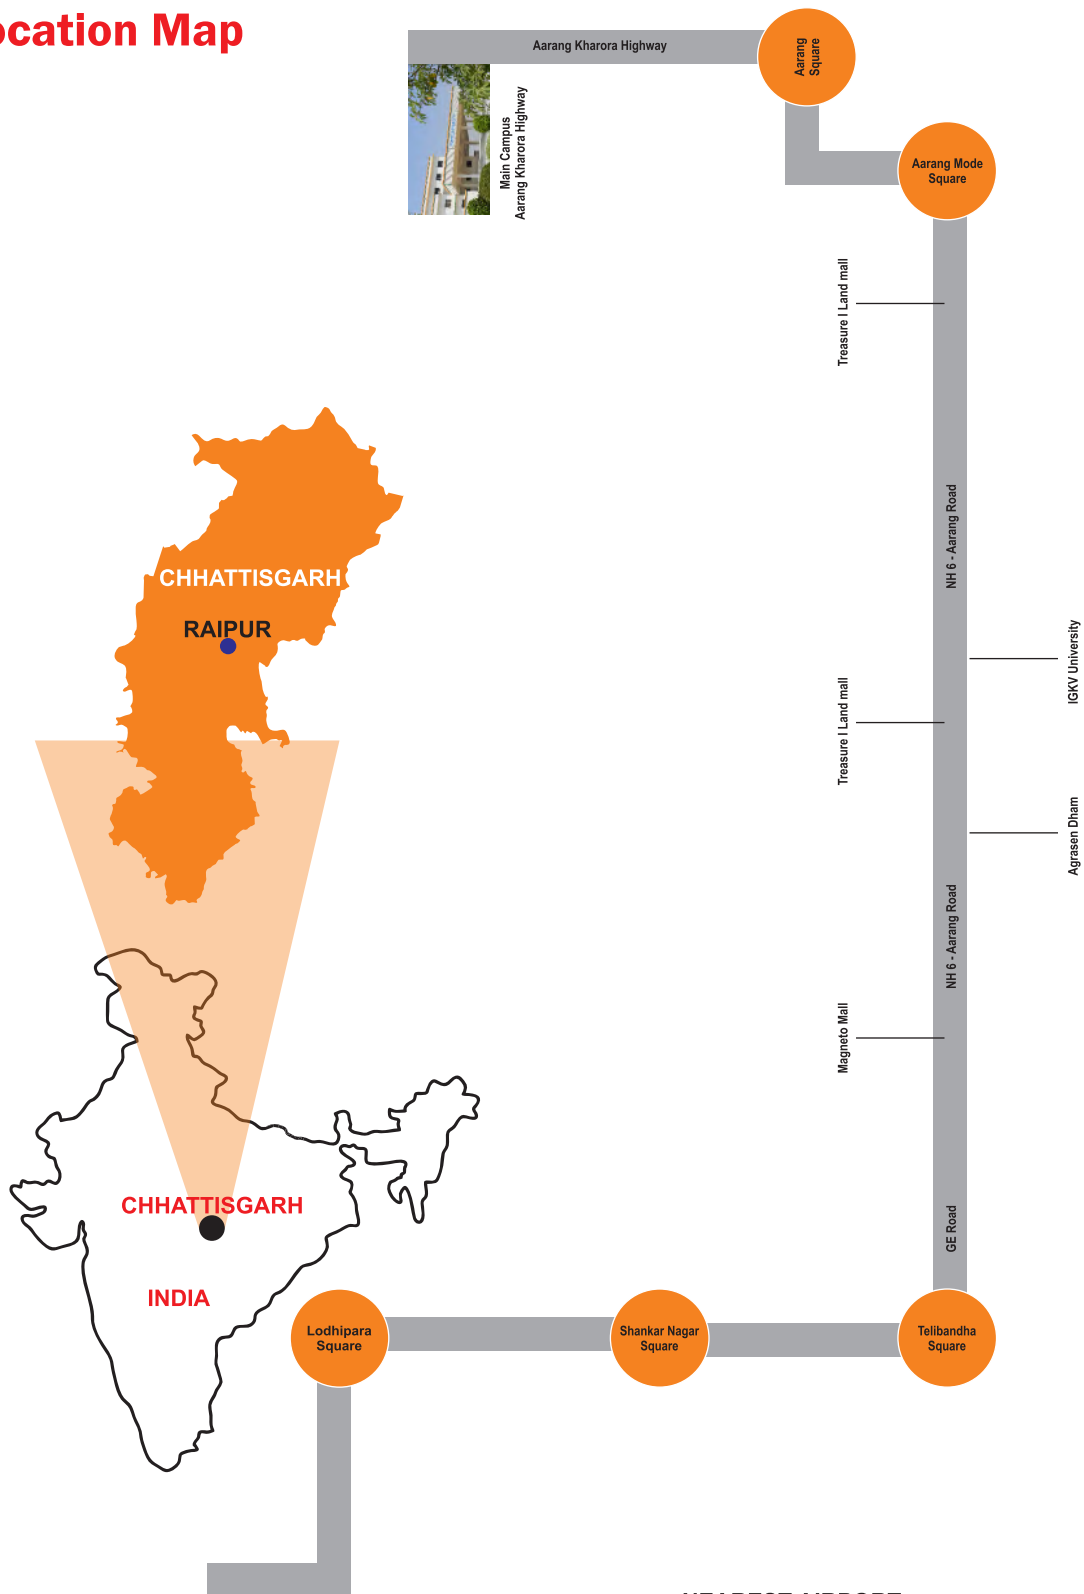 ocation Map
Aarang Kharora Highway
Aarang
Square
Main Campus
Aarang Kharora Highway
Aarang Mode
Square
Treasure I Land mall
NH 6 - Aarang Road
CHHATTISGARH
RAIPUR
IGKV University
Treasure I Land mall
Agrasen Dham
NH 6 - Aarang Road
Magneto Mall
CHHATTISGARH
GE Road
INDIA
Lodhipara
Square
Shankar Nagar
Square
Telibandha
Square
NEAREST AIRPORT